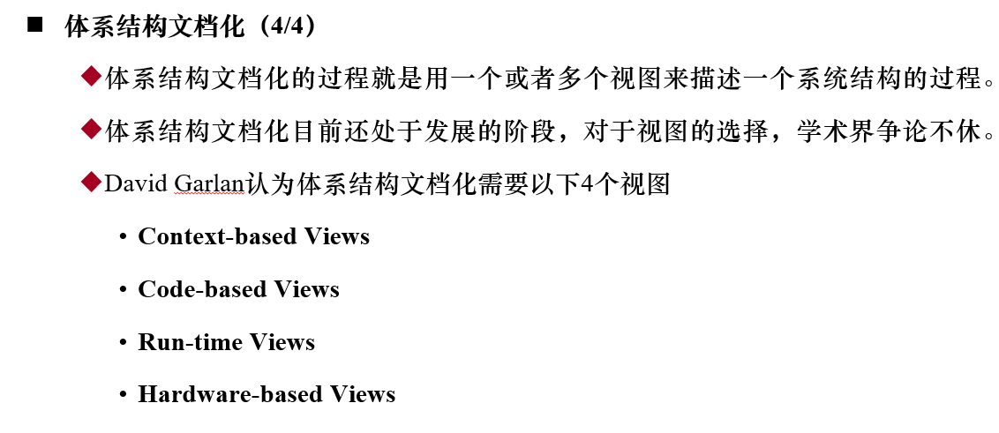 ■ 体系结构文档化（4/4）
◆体系结构文档化的过程就是用一个或者多个视图来描述一个系统结构的过程。
◆体系结构文档化目前还处于发展的阶段，对于视图的选择，学术界争论不休。
◆David Garlan认为体系结构文档化需要以下4个视图
• Context-based Views
• Code-based Views
• Run-time Views
• Hardware-based Views